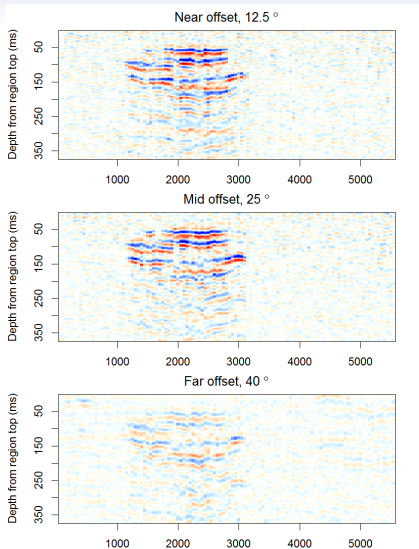 Near offset, 12.5 °
Depth from region top (ms)
50
150
250
350
1000 2000 3000 4000 5000
Mid offset, 25 °
Depth from region top (ms)
50
150
250
350
1000 2000 3000 4000 5000
Far offset, 40 °
Depth from region top (ms)
50
150
250
350
1000 2000 3000 4000 5000